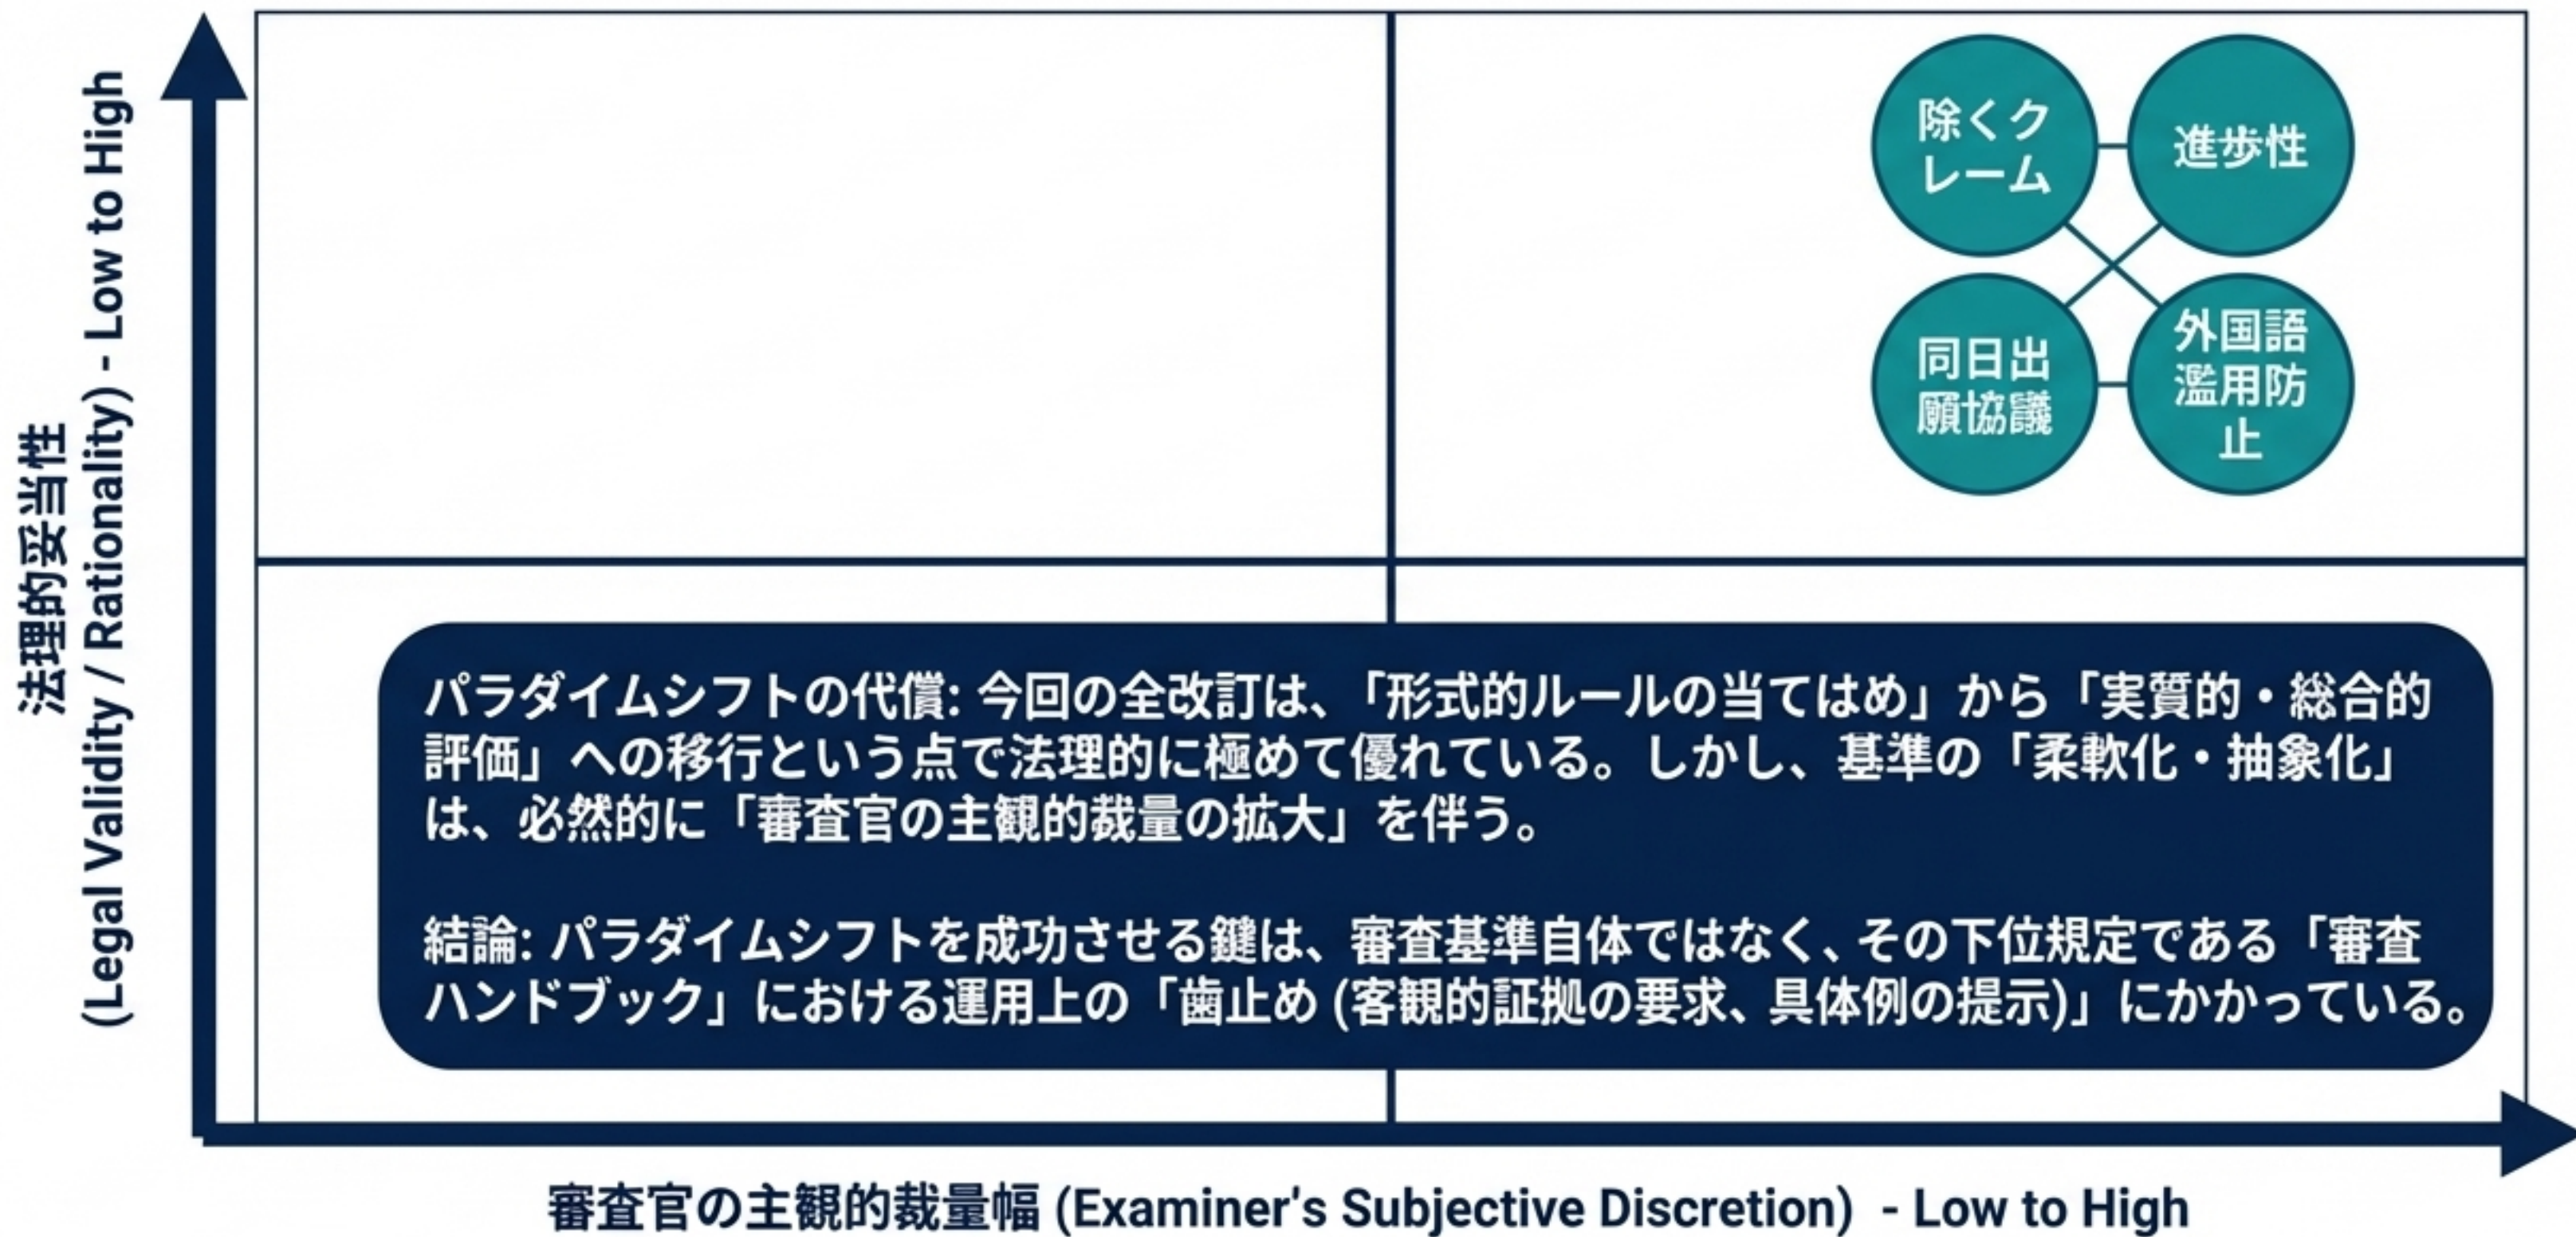 法理的妥当性
(Legal Validity / Rationality) - Low to High
除くク
レーム
進歩性
同日出
願協議
外国語
濫用防
止
パラダイムシフトの代償: 今回の全改訂は、「形式的ルールの当てはめ」から「実質的・総合的
評価」への移行という点で法理的に極めて優れている。しかし、基準の「柔軟化・抽象化」
は、必然的に「審査官の主観的裁量の拡大」を伴う。
結論: パラダイムシフトを成功させる鍵は、審査基準自体ではなく、その下位規定である「審査
ハンドブック」における運用上の「歯止め (客観的証拠の要求、具体例の提示)」にかかっている。
審査官の主観的裁量幅 (Examiner's Subjective Discretion) - Low to High